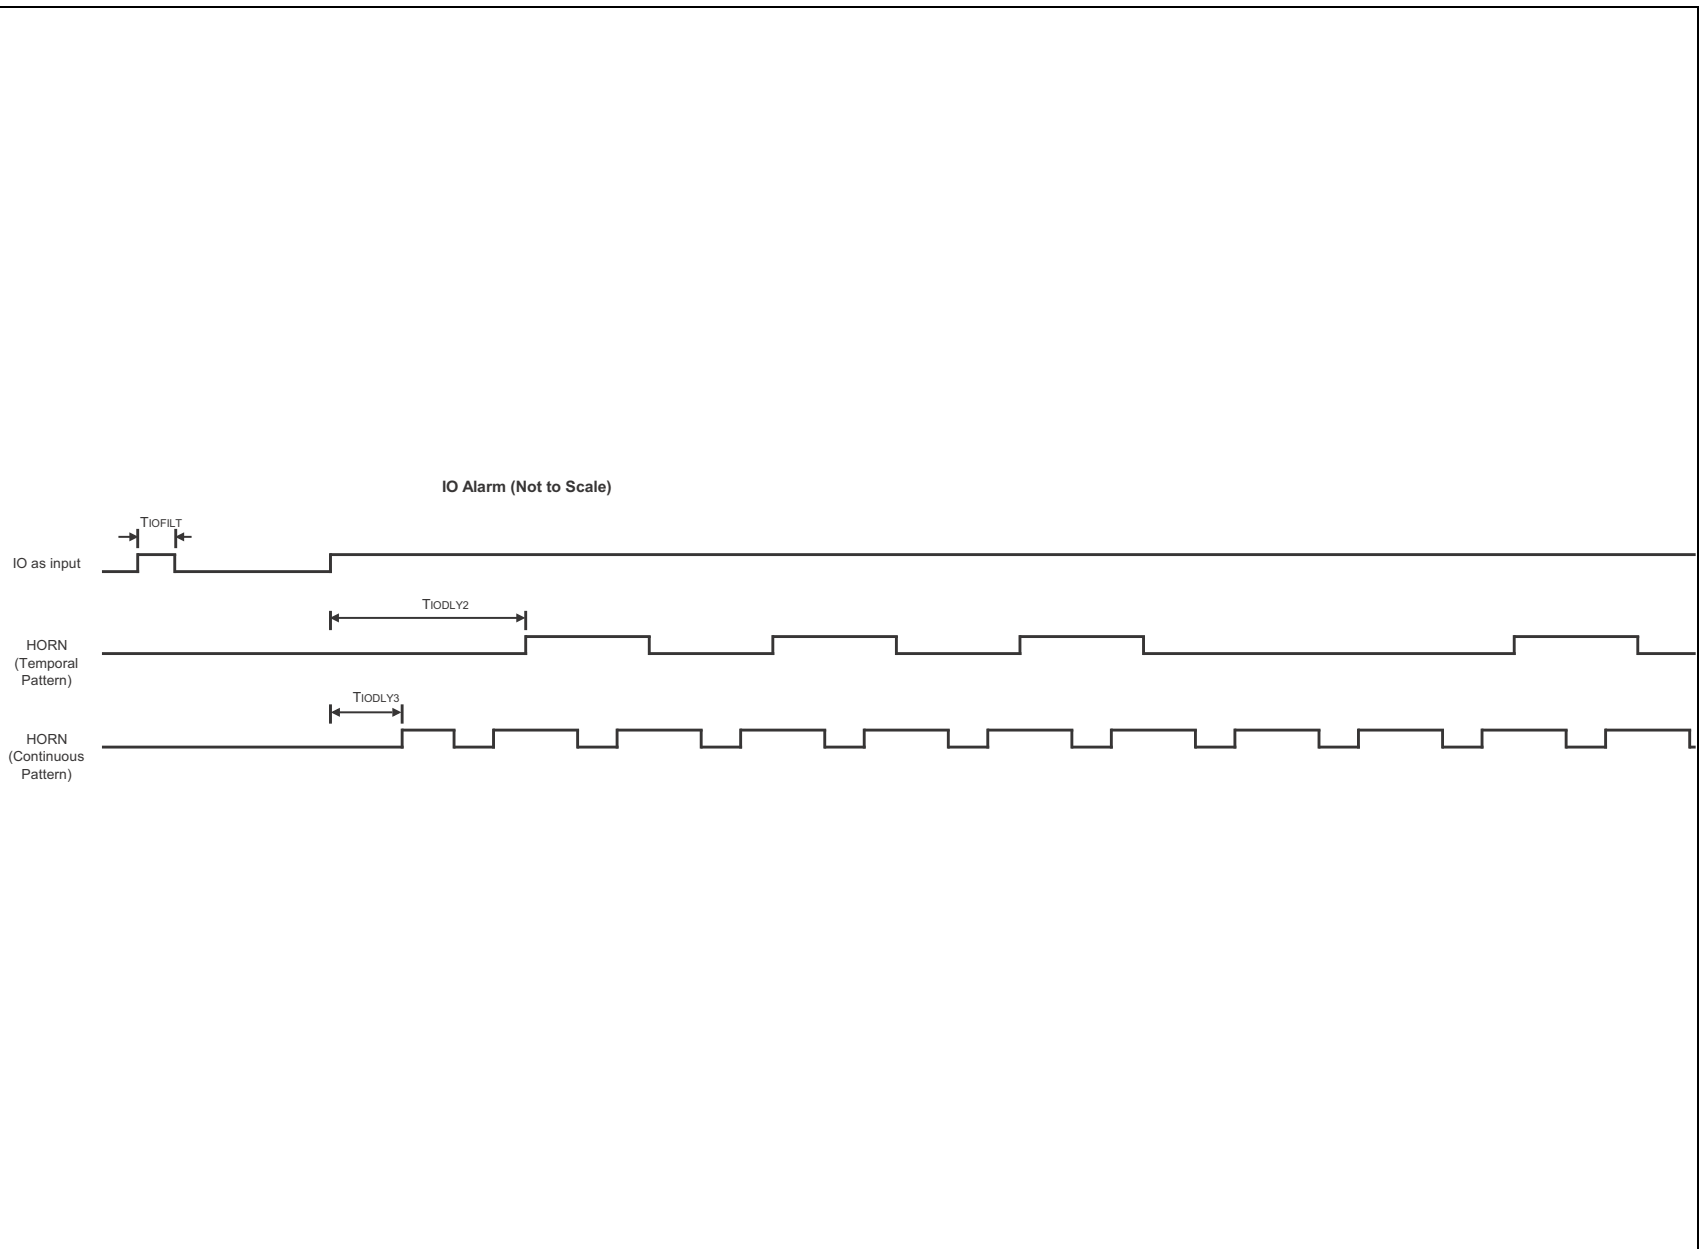 IO Alarm (Not to Scale)
TIOFILT
IO as input
TIODLY2
HORN
(Temporal
Pattern)
TIODLY3
HORN
(Continuous
Pattern)